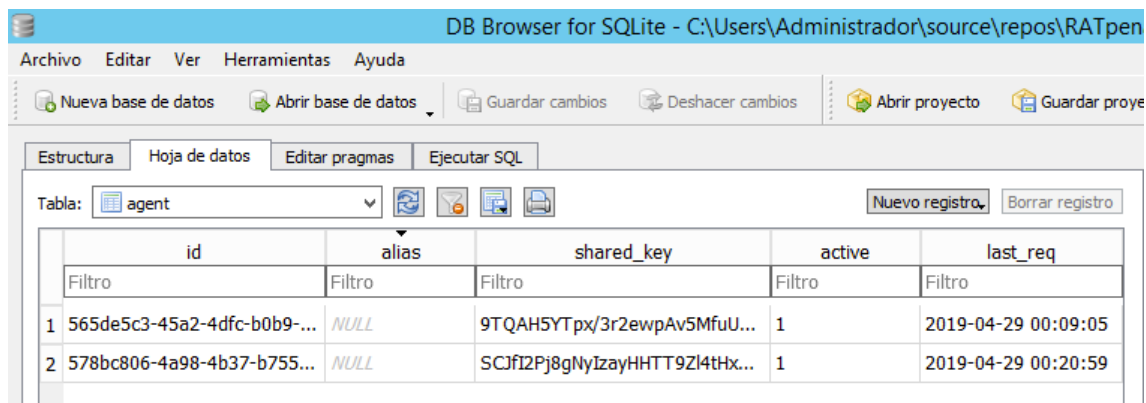 DB Browser for SQLite - C:\Users\Administrador\source\repos\RATpen
Archivo Editar Ver Herramientas Ayuda
Nueva base de datos Abrir base de datos Guardar cambios Deshacer cambios Abrir proyecto Guardar proye
Estructura Hoja de datos Editar pragmas Ejecutar SQL
Tabla: agent Nuevo registro Borrar registro
id alias shared_key active last_req
Filtro Filtro Filtro Filtro Filtro
1 565de5c3-45a2-4dfc-b0b9-... NULL 9TQAH5YTpx/3r2ewpAv5MfuU... 1 2019-04-29 00:09:05
2 578bc806-4a98-4b37-b755... NULL SCJfI2Pj8gNyIzayHHTT9Zl4tHx... 1 2019-04-29 00:20:59